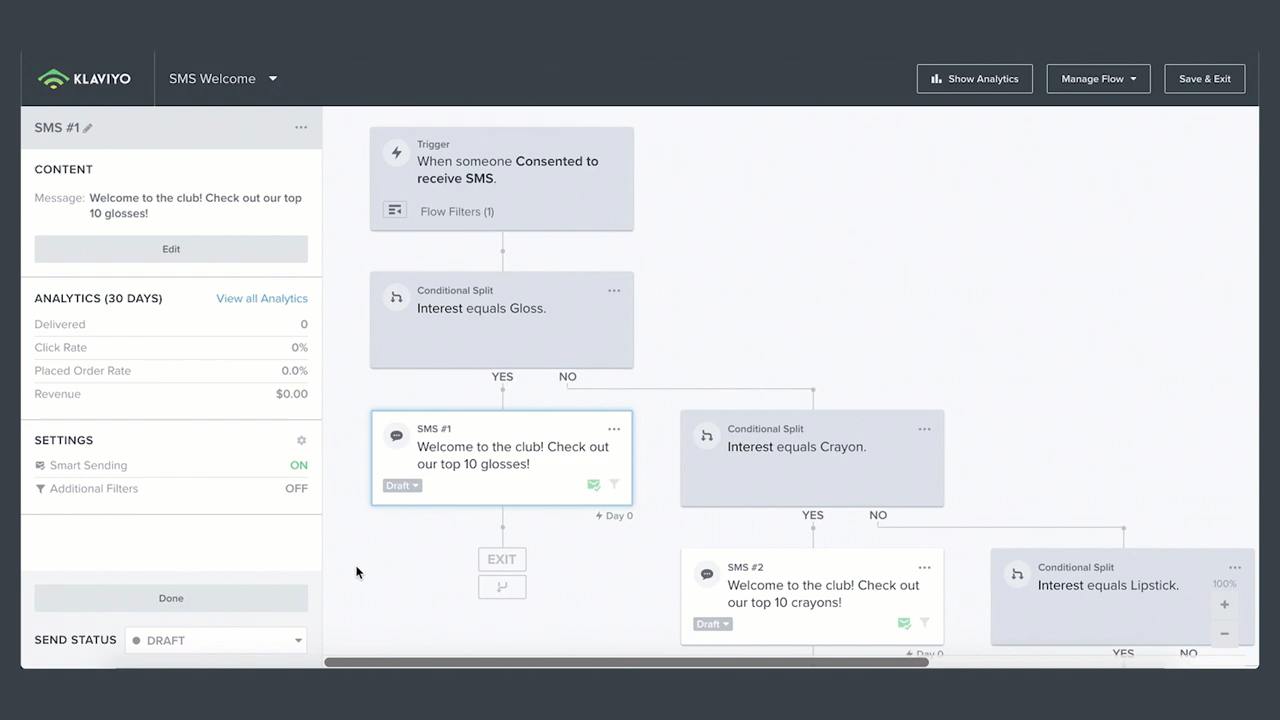 KLAVIYO
SMS Welcome
Show Analytics
Manage Flow
Save & Exit
SMS #1
CONTENT
Message: Welcome to the club! Check out our top
10 glosses!
Edit
ANALYTICS (30 DAYS) View all Analytics
Delivered 0
Click Rate 0%
Placed Order Rate 0.0%
Revenue $0.00
SETTINGS
Smart Sending ON
Additional Filters OFF
Done
SEND STATUS DRAFT
Trigger
When someone Consented to
receive SMS.
Flow Filters (1)
Conditional Split
Interest equals Gloss.
YES NO
SMS #1
Welcome to the club! Check out
our top 10 glosses!
Draft
Day 0
EXIT
Conditional Split
Interest equals Crayon.
YES NO
SMS #2
Welcome to the club! Check out
our top 10 crayons!
Draft
Day 0
Conditional Split
Interest equals Lipstick.
100%
YES NO